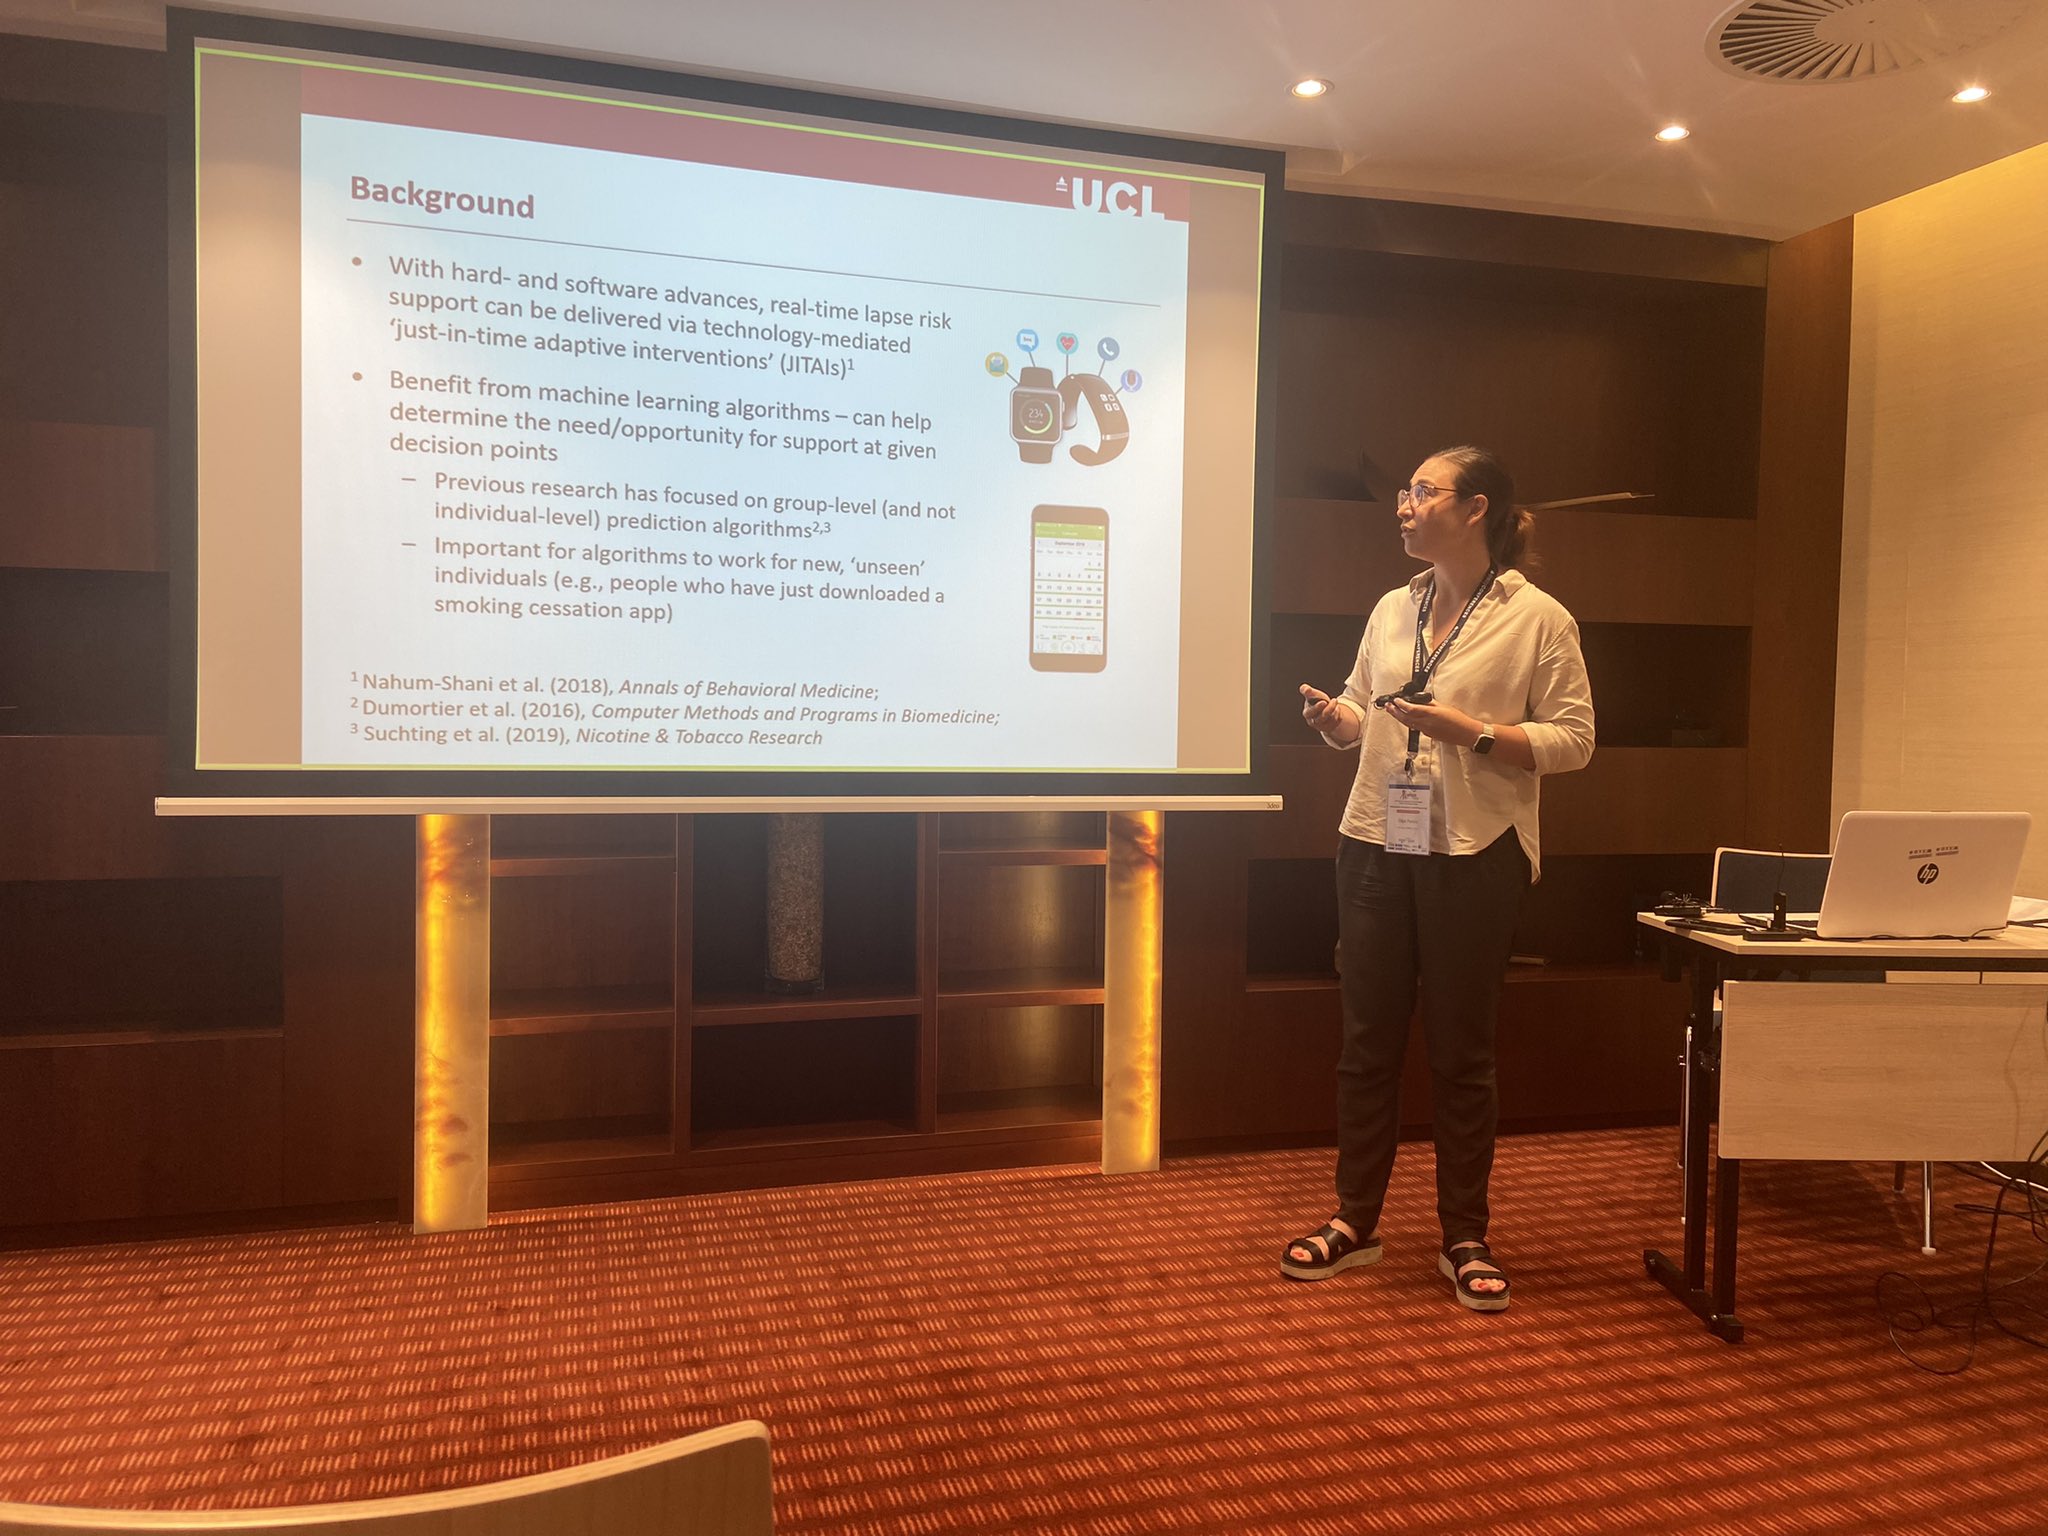 UCL
Background
• With hard- and software advances, real-time lapse risk
support can be delivered via technology-mediated
‘just-in-time adaptive interventions’ (JITAIs)¹
• Benefit from machine learning algorithms – can help
determine the need/opportunity for support at given
decision points
– Previous research has focused on group-level (and not
individual-level) prediction algorithms²,³
– Important for algorithms to work for new, ‘unseen’
individuals (e.g., people who have just downloaded a
smoking cessation app)
234
September 2018
¹ Nahum-Shani et al. (2018), Annals of Behavioral Medicine;
² Dumortier et al. (2016), Computer Methods and Programs in Biomedicine;
³ Suchting et al. (2019), Nicotine & Tobacco Research
hp